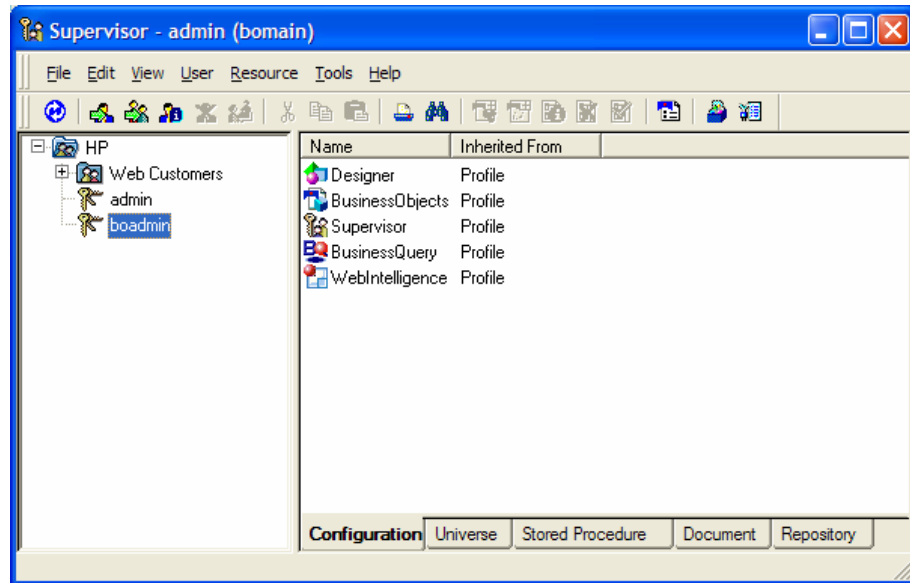 Supervisor - admin (bomain)
File Edit View User Resource Tools Help
HP
Web Customers
admin
boadmin
Name Inherited From
Designer Profile
BusinessObjects Profile
Supervisor Profile
BusinessQuery Profile
WebIntelligence Profile
Configuration Universe Stored Procedure Document Repository